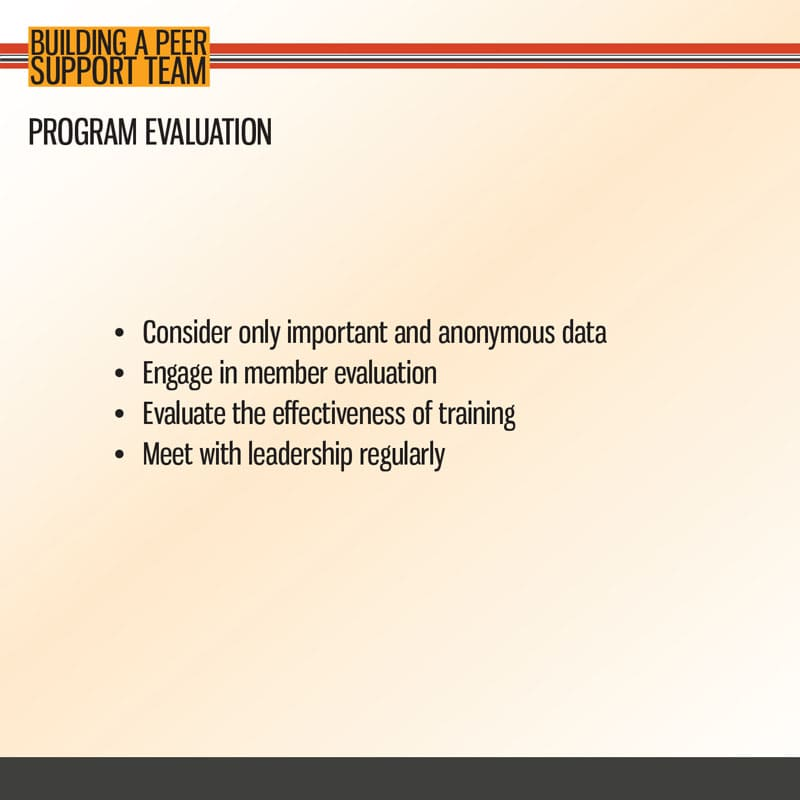 BUILDING A PEER
SUPPORT TEAM
PROGRAM EVALUATION
• Consider only important and anonymous data
• Engage in member evaluation
• Evaluate the effectiveness of training
• Meet with leadership regularly